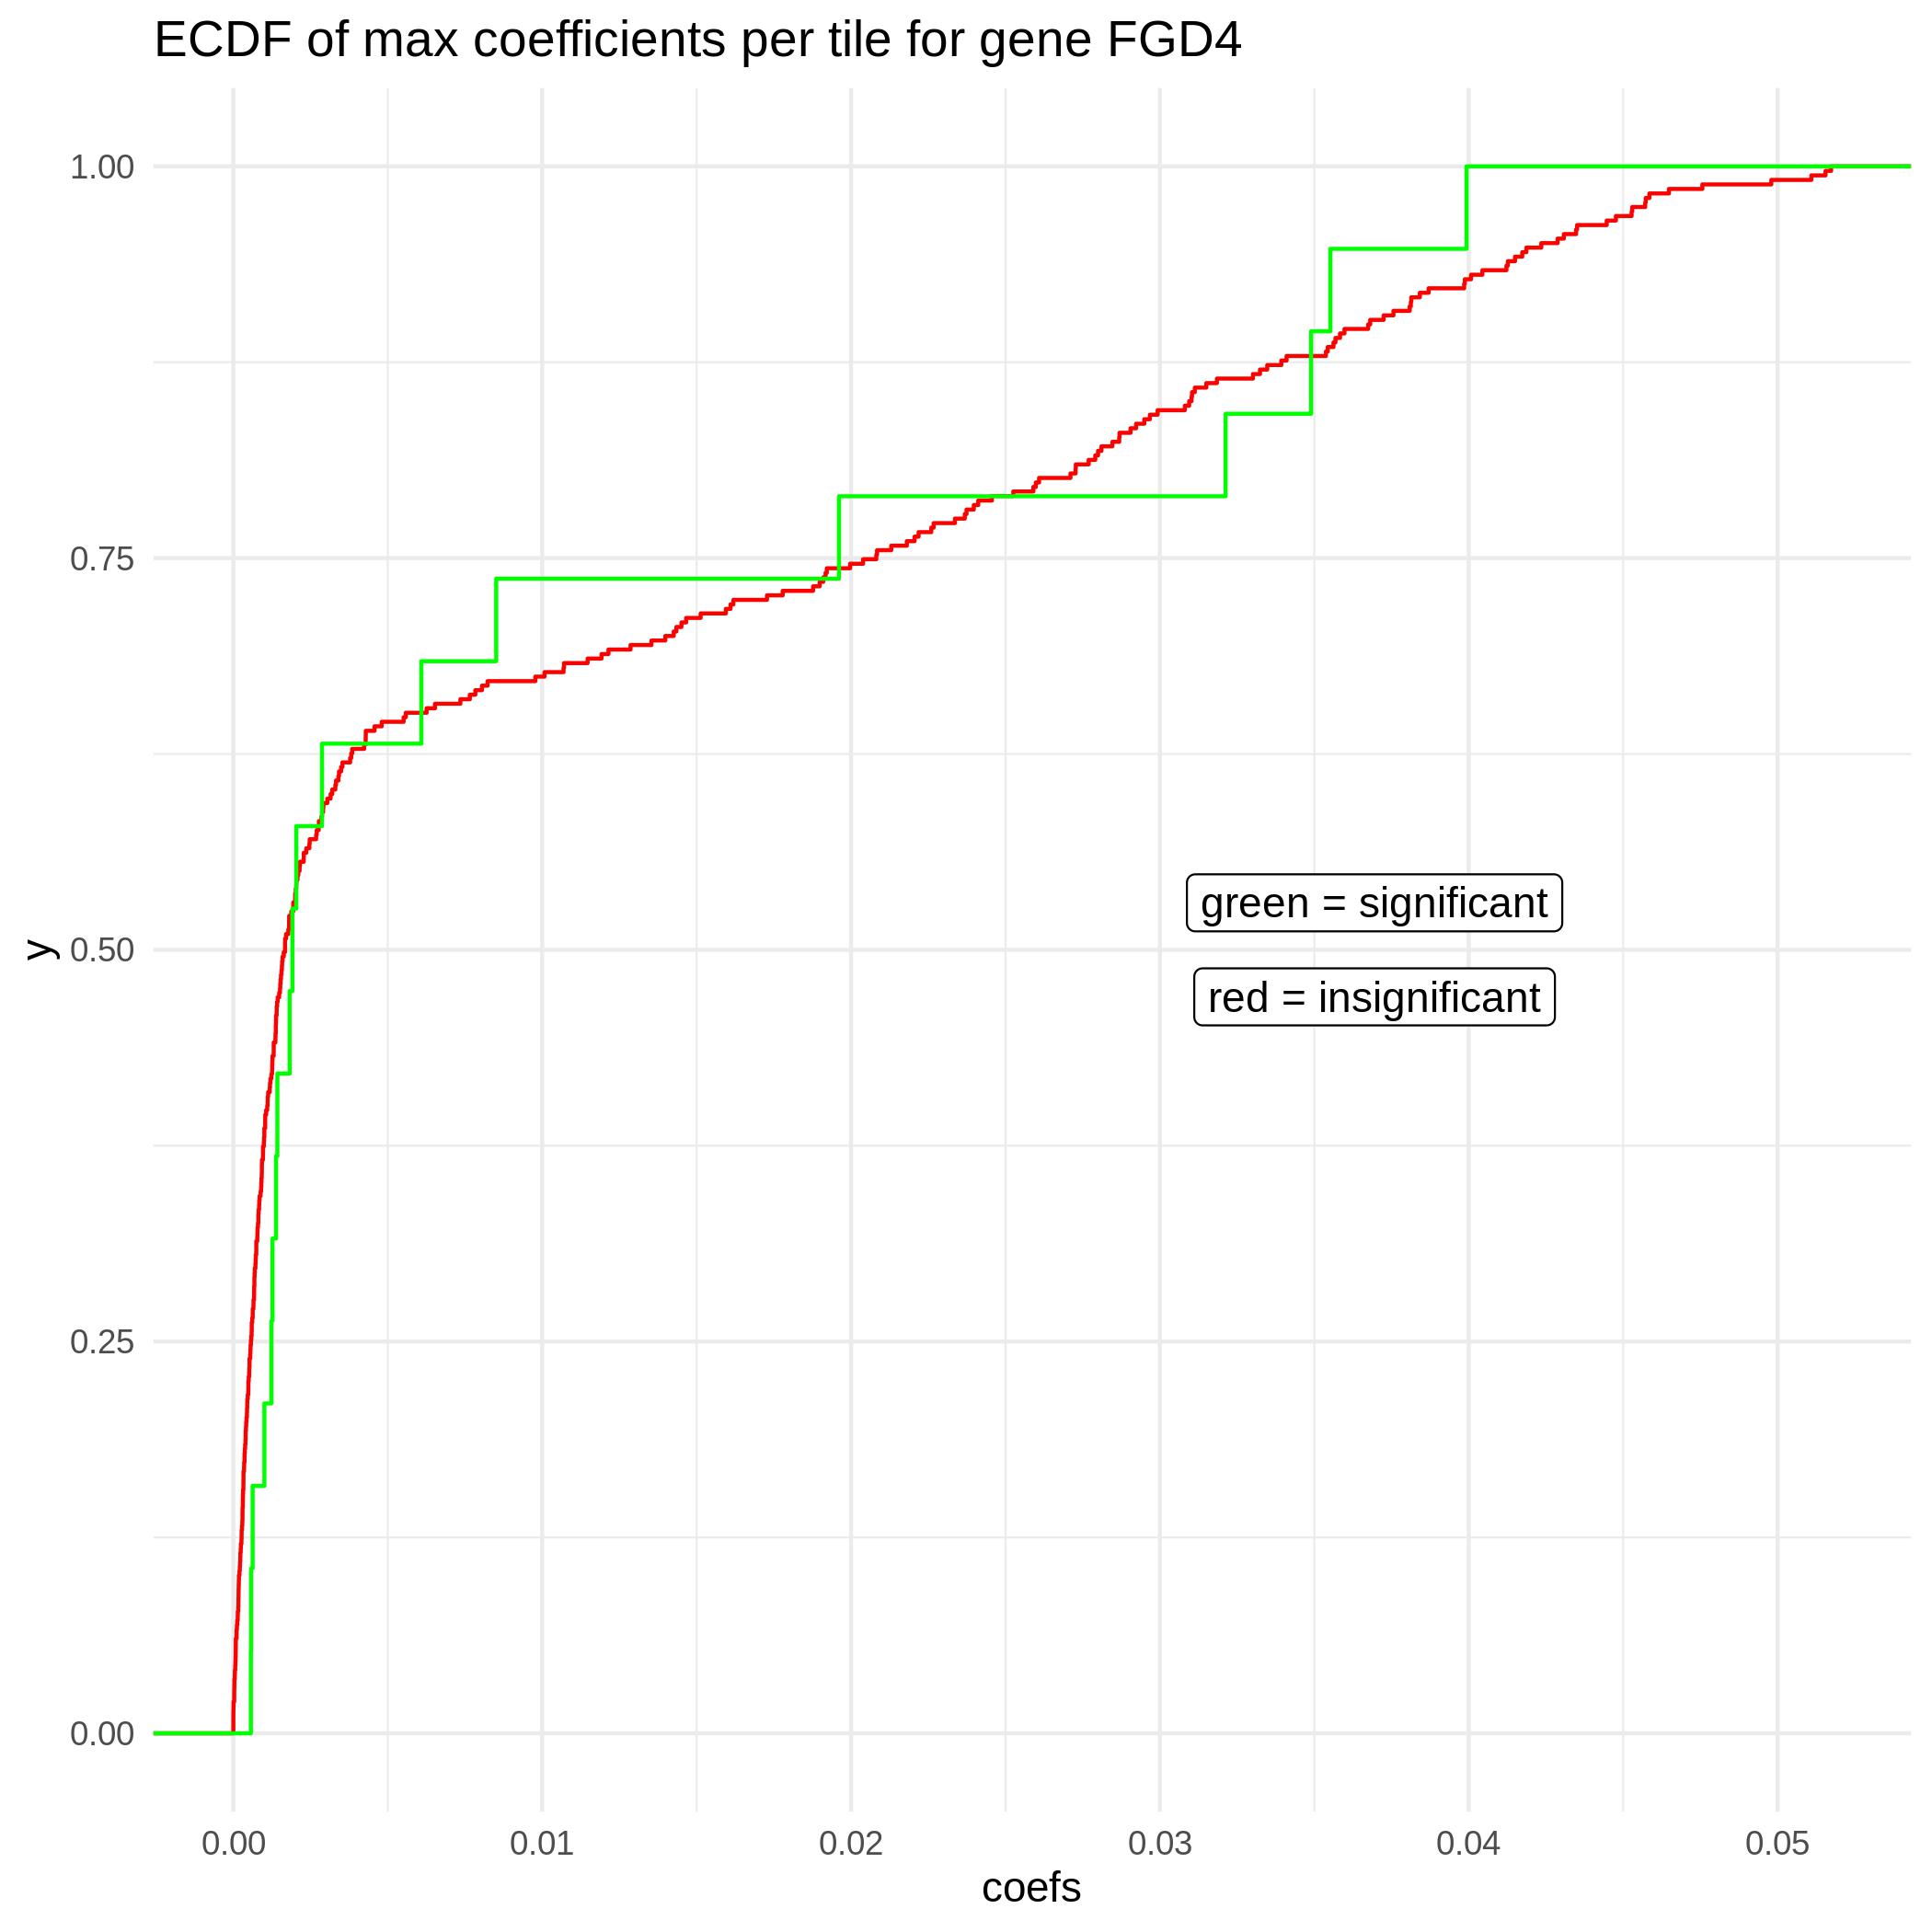 ECDF of max coefficients per tile for gene FGD4
1.00
0.75
0.50
0.25
0.00
y
green = significant
red = insignificant
0.00 0.01 0.02 0.03 0.04 0.05
coefs